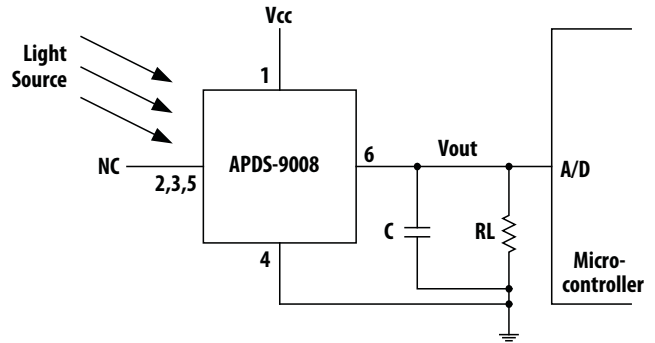 Vcc
Light
Source
1
NC
2,3,5
APDS-9008
6
Vout
A/D
C
RL
4
Micro-
controller